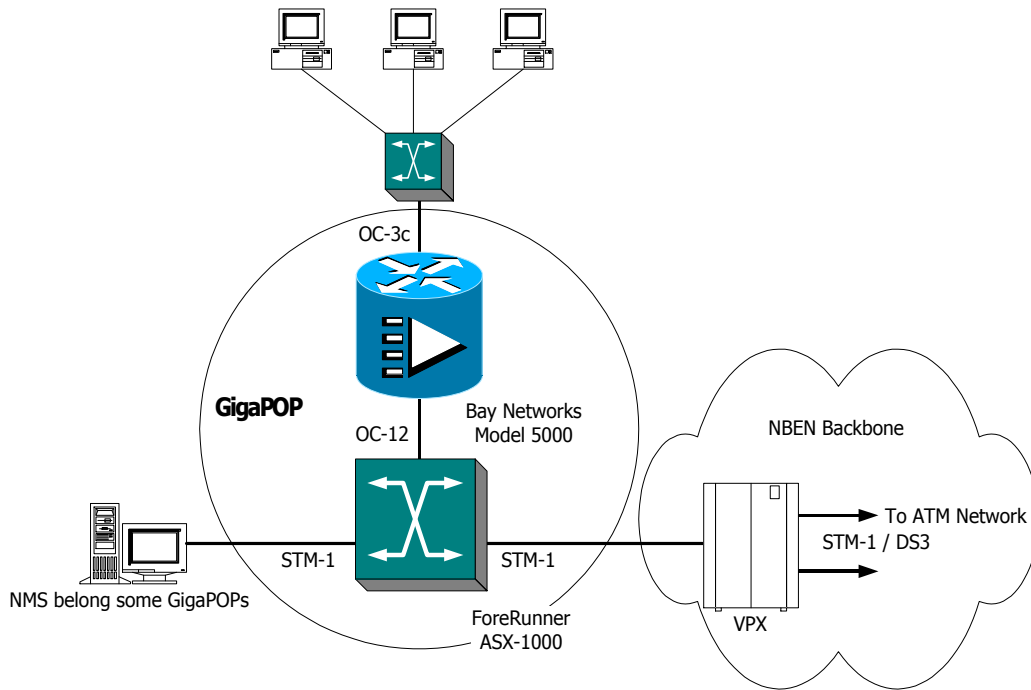 OC-3c
GigaPOP
Bay Networks
Model 5000
OC-12
NBEN Backbone
To ATM Network
STM-1 / DS3
STM-1
STM-1
NMS belong some GigaPOPs
ForeRunner
ASX-1000
VPX